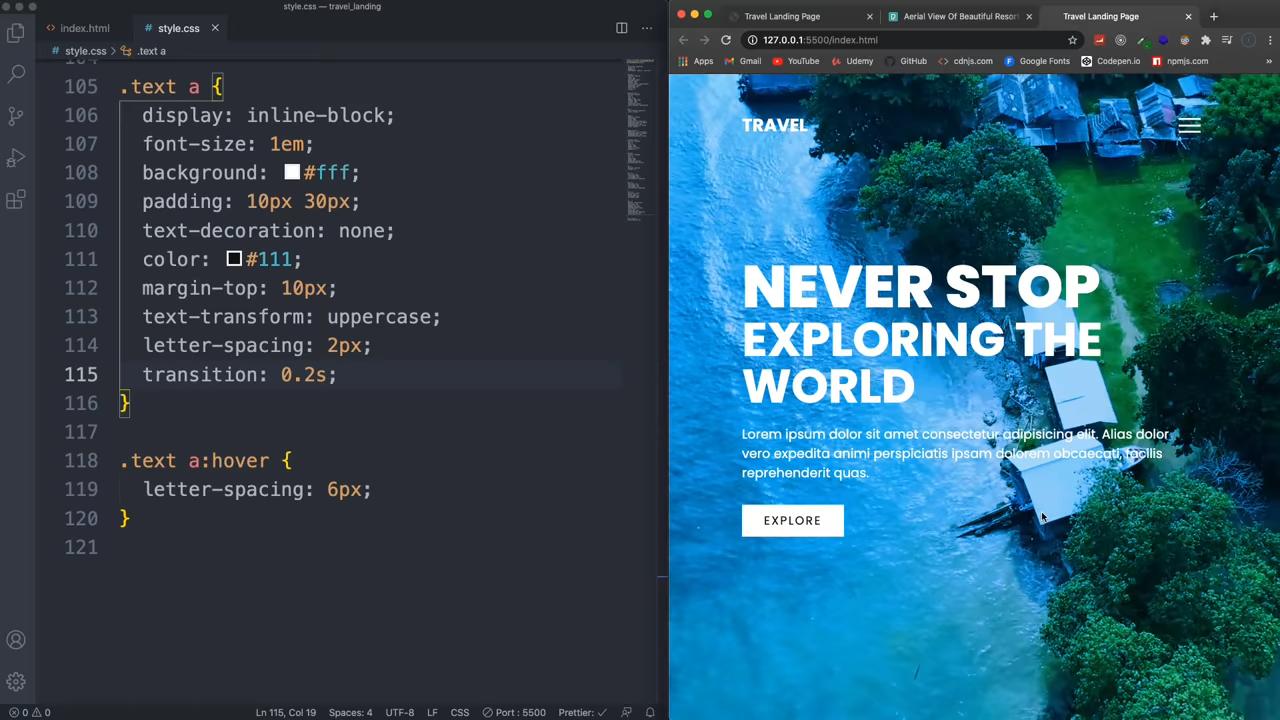 style.css — travel_landing
index.html
style.css
style.css > .text a
105 .text a {
106 display: inline-block;
107 font-size: 1em;
108 background: #fff;
109 padding: 10px 30px;
110 text-decoration: none;
111 color: #111;
112 margin-top: 10px;
113 text-transform: uppercase;
114 letter-spacing: 2px;
115 transition: 0.2s;
116 }
117
118 .text a:hover {
119 letter-spacing: 6px;
120 }
121
0 0 Ln 115, Col 19 Spaces: 4 UTF-8 LF CSS Port : 5500 Prettier:
Travel Landing Page Aerial View Of Beautiful Resort Travel Landing Page
127.0.0.1:5500/index.html
Apps Gmail YouTube Udemy GitHub cdnjs.com Google Fonts Codepen.io npmjs.com »
TRAVEL
NEVER STOP
EXPLORING THE
WORLD
Lorem ipsum dolor sit amet consectetur adipisicing elit. Alias dolor
vero expedita animi perspiciatis ipsam dolorem obcaecati, facilis
reprehenderit quas.
EXPLORE